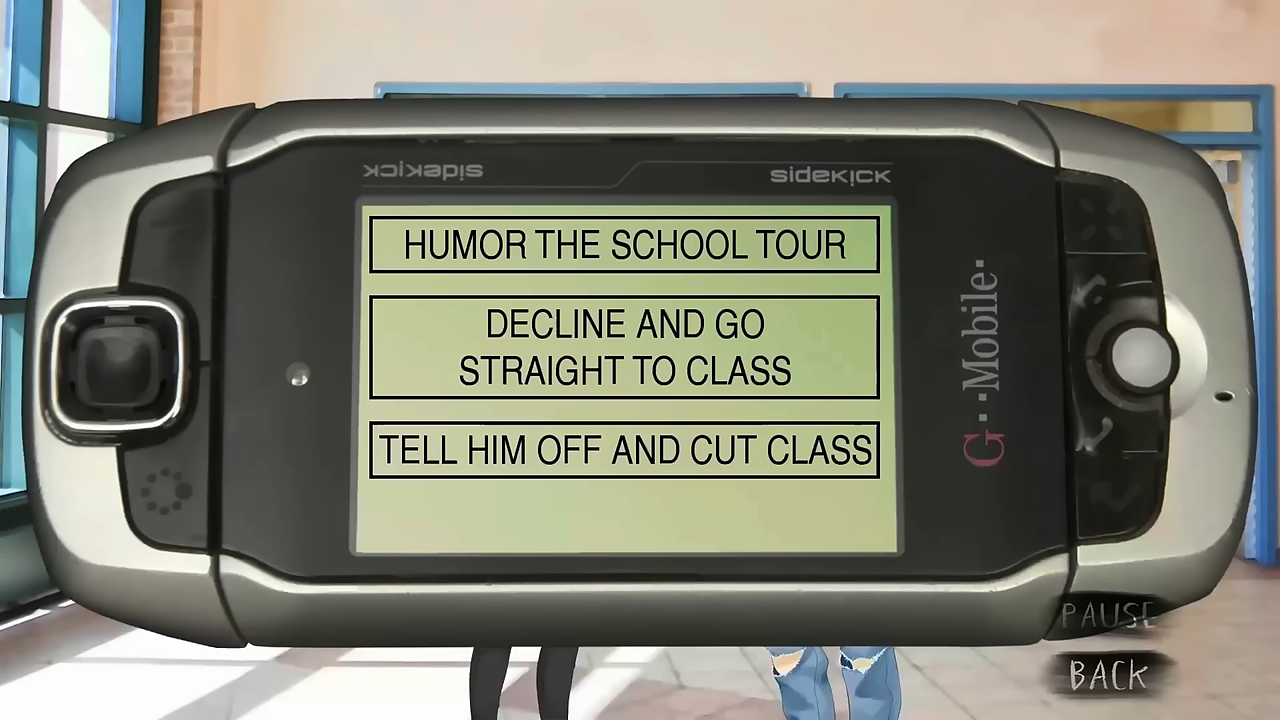 sidekick
sidekick
HUMOR THE SCHOOL TOUR
DECLINE AND GO
STRAIGHT TO CLASS
TELL HIM OFF AND CUT CLASS
G··Mobile·
PAUSE
BACK